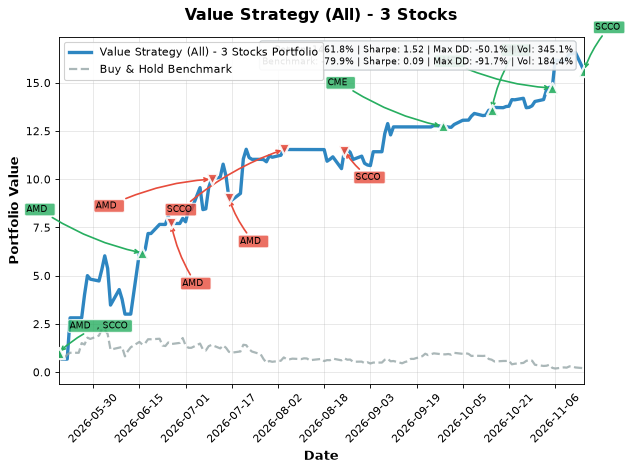 Value Strategy (All) - 3 Stocks
SCCO
Value Strategy (All) - 3 Stocks Portfolio
61.8% | Sharpe: 1.52 | Max DD: -50.1% | Vol: 345.1%
Buy & Hold Benchmark
79.9% | Sharpe: 0.09 | Max DD: -91.7% | Vol: 184.4%
CME
SCCO
AMD
SCCO
AMD
AMD
AMD
AMD
AMD , SCCO
Portfolio Value
15.0
12.5
10.0
7.5
5.0
2.5
0.0
2026-05-30
2026-06-15
2026-07-01
2026-07-17
2026-08-02
2026-08-18
2026-09-03
2026-09-19
2026-10-05
2026-10-21
2026-11-06
Date